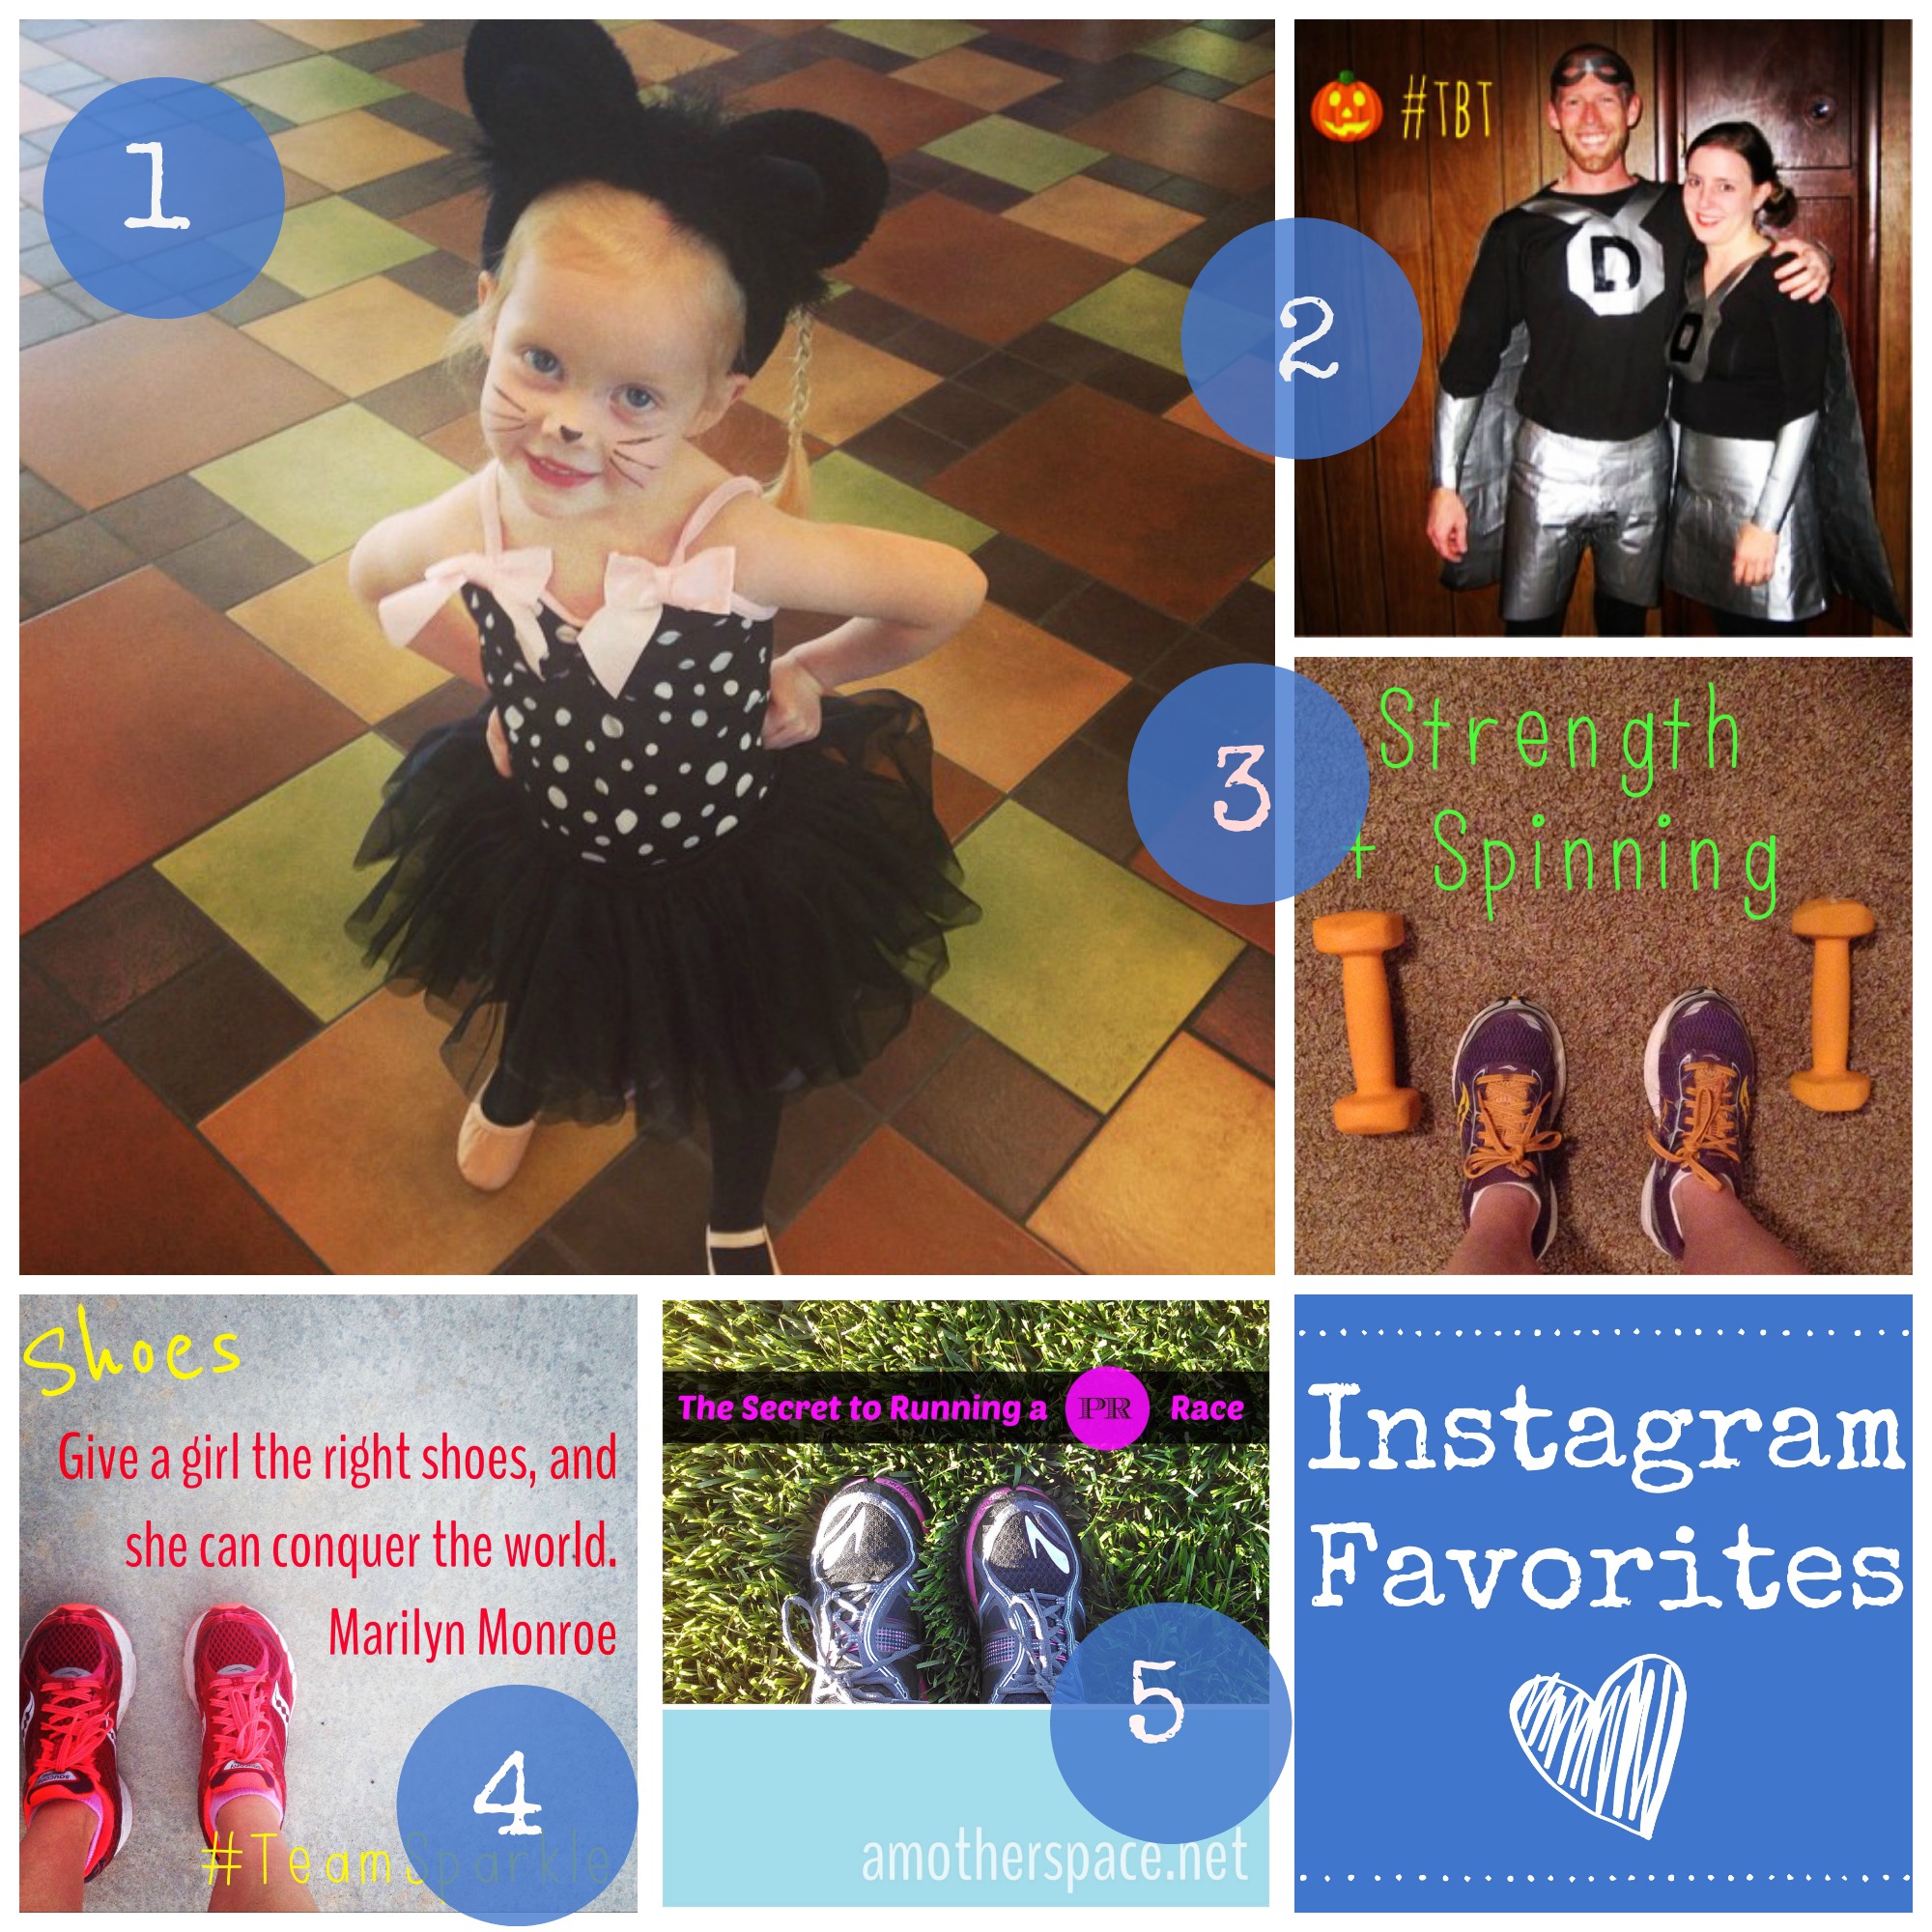 1
#TBT
D
D
2
Strength
+ Spinning
3
Shoes
Give a girl the right shoes, and
she can conquer the world.
Marilyn Monroe
#TeamSparkle
4
The Secret to Running a PR Race
5
amotherspace.net
Instagram
Favorites